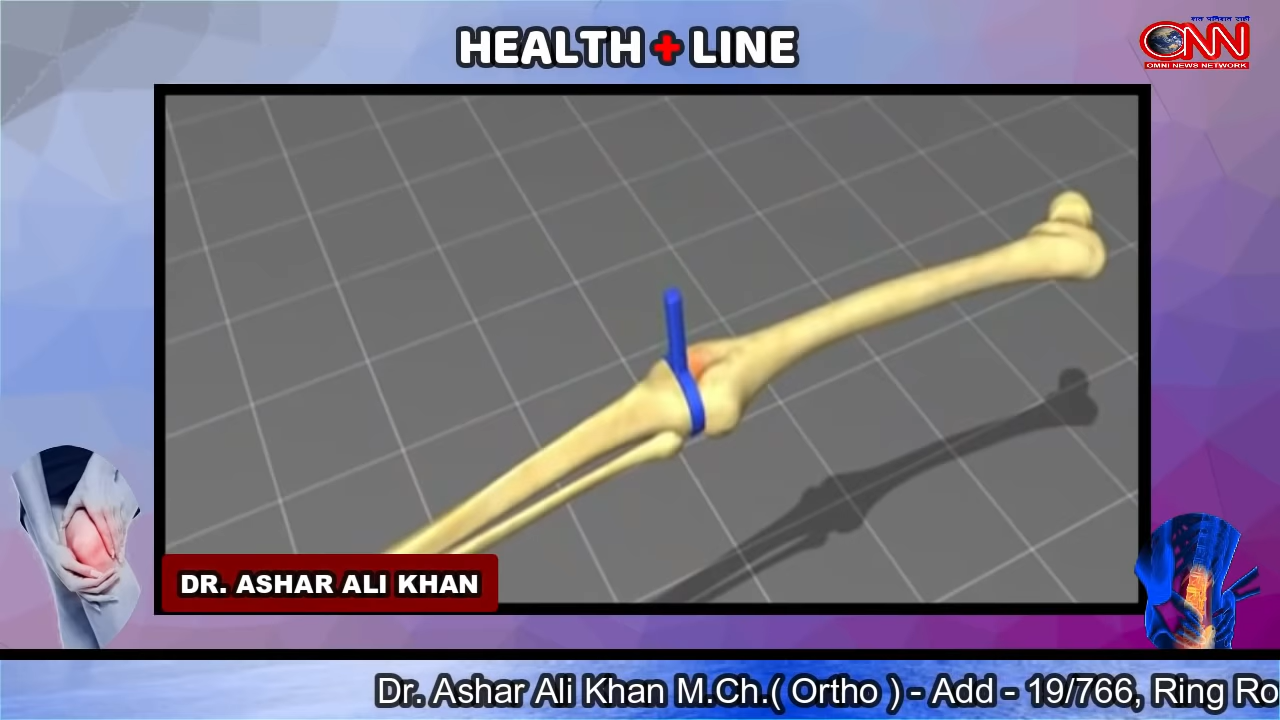 HEALTH + LINE
ONN
OMNI NEWS NETWORK
DR. ASHAR ALI KHAN
Dr. Ashar Ali Khan M.Ch.( Ortho ) - Add - 19/766, Ring Ro